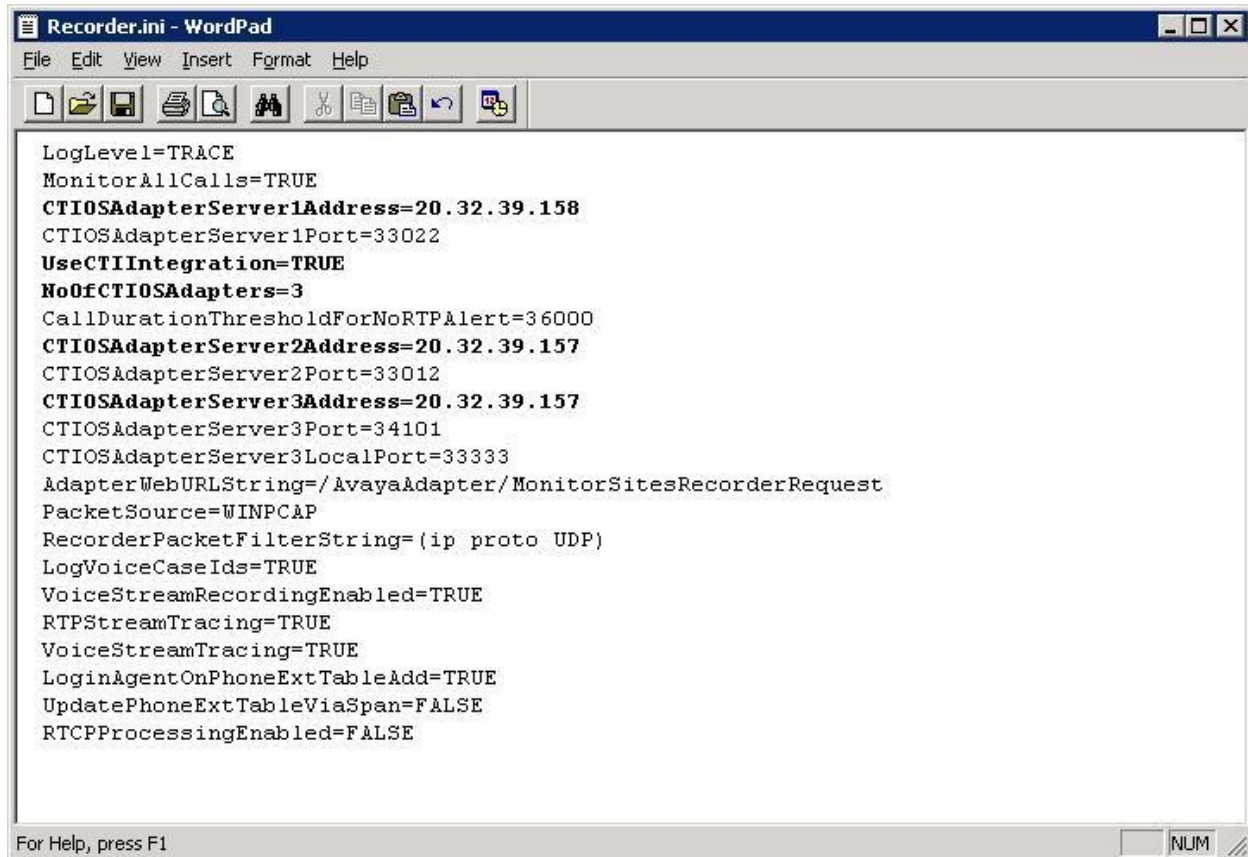 Recorder.ini - WordPad
File Edit View Insert Format Help
LogLevel=TRACE
MonitorAllCalls=TRUE
CTIOSAdapterServer1Address=20.32.39.158
CTIOSAdapterServer1Port=33022
UseCTIIntegration=TRUE
NoOfCTIOSAdapters=3
CallDurationThresholdForNoRTPAlert=36000
CTIOSAdapterServer2Address=20.32.39.157
CTIOSAdapterServer2Port=33012
CTIOSAdapterServer3Address=20.32.39.157
CTIOSAdapterServer3Port=34101
CTIOSAdapterServer3LocalPort=33333
AdapterWebURLString=/AvayaAdapter/MonitorSitesRecorderRequest
PacketSource=WINPCAP
RecorderPacketFilterString=(ip proto UDP)
LogVoiceCaseIds=TRUE
VoiceStreamRecordingEnabled=TRUE
RTPStreamTracing=TRUE
VoiceStreamTracing=TRUE
LoginAgentOnPhoneExtTableAdd=TRUE
UpdatePhoneExtTableViaSpan=FALSE
RTCPProcessingEnabled=FALSE
For Help, press F1
NUM